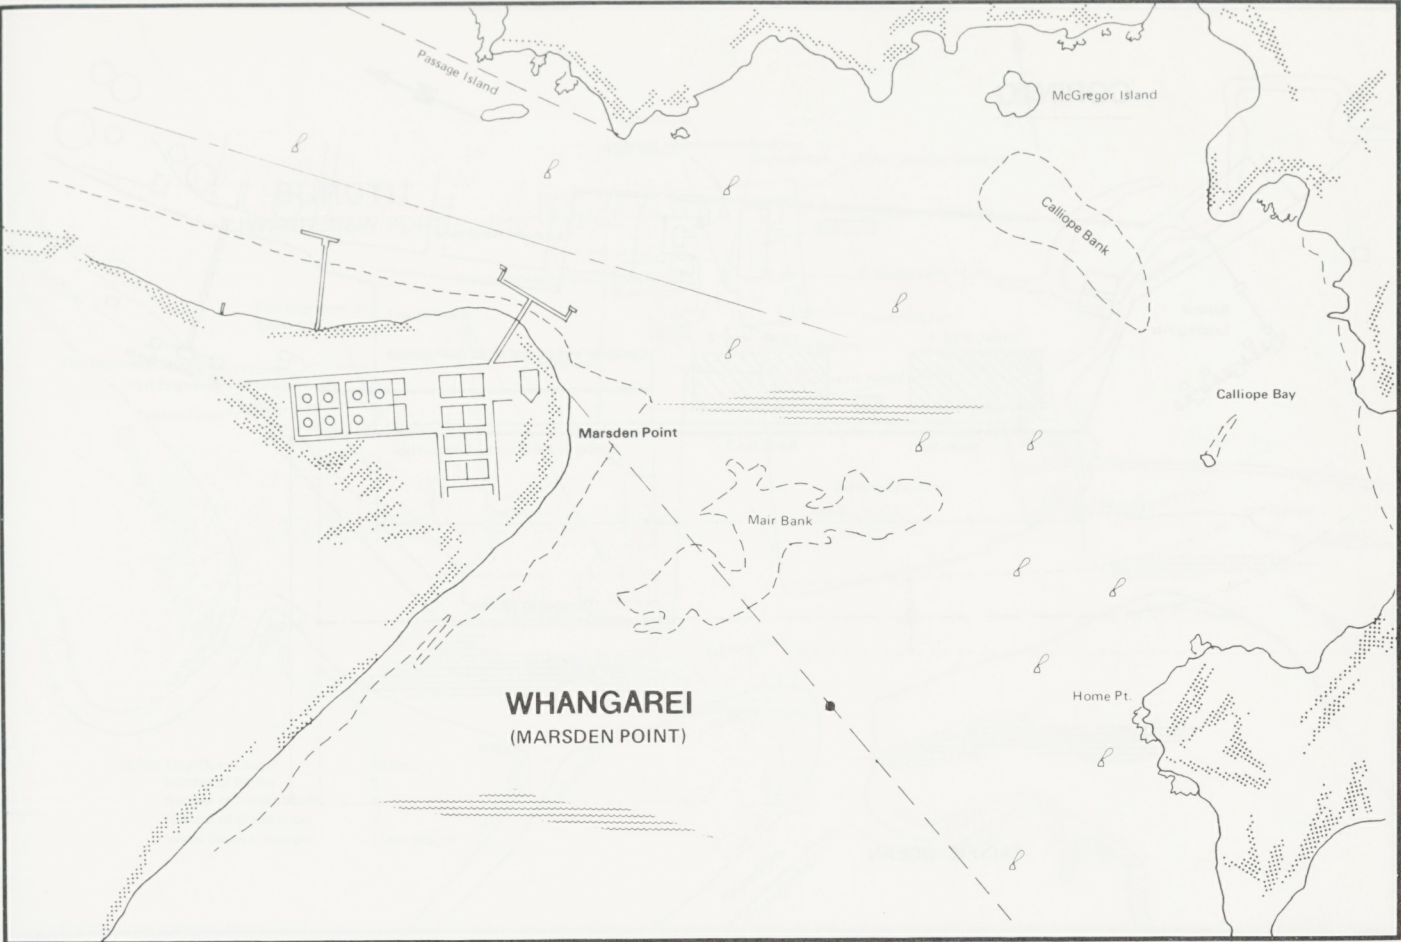 Passage Island
McGregor Island
Calliope Bank
Calliope Bay
Marsden Point
Mair Bank
Home Pt.
WHANGAREI
(MARSDEN POINT)